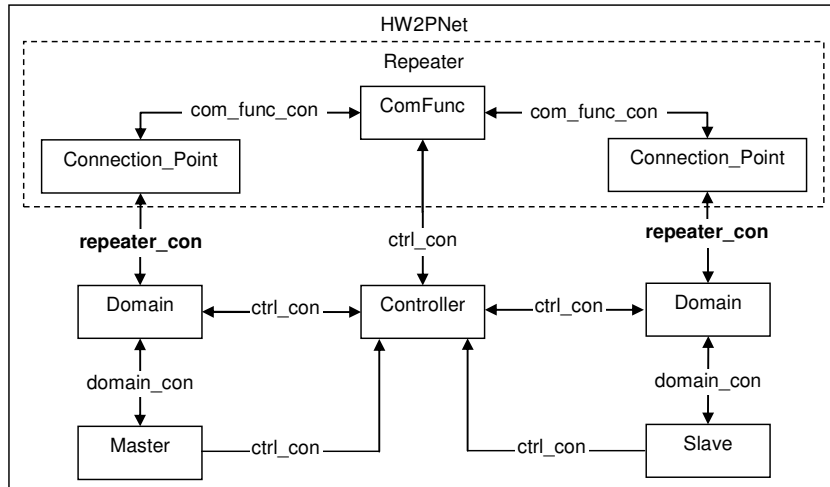 HW2PNet
Repeater
com_func_con
ComFunc
com_func_con
Connection_Point
Connection_Point
repeater_con
ctrl_con
repeater_con
Domain
ctrl_con
Controller
ctrl_con
Domain
domain_con
domain_con
Master
ctrl_con
ctrl_con
Slave